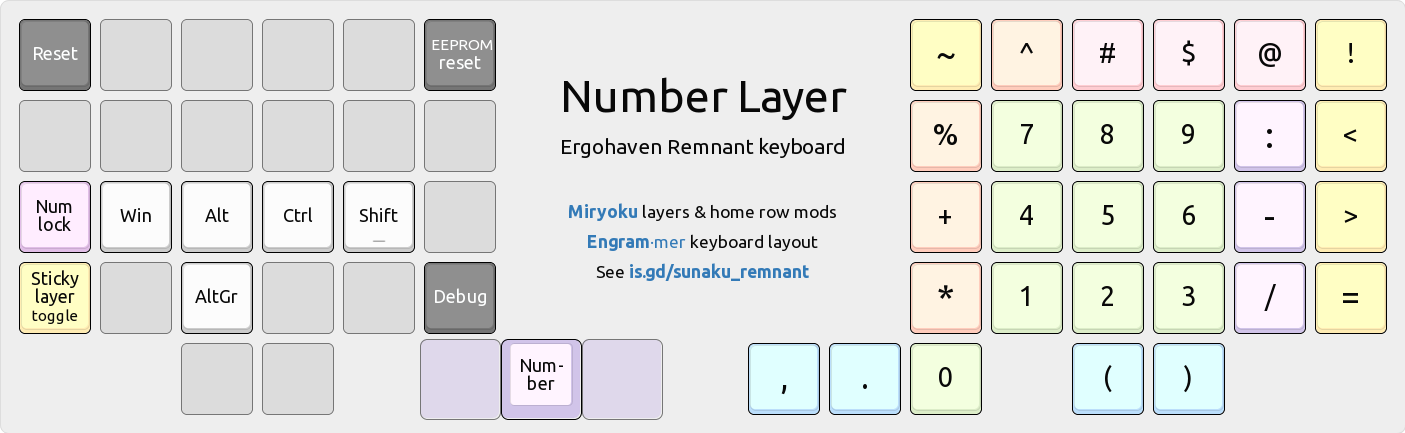 Reset
EEPROM
reset
~
^
#
$
@
!
Number Layer
Ergohaven Remnant keyboard
%
7
8
9
:
<
Num
lock
Win
Alt
Ctrl
Shift
_
Miryoku layers & home row mods
Engram·mer keyboard layout
See is.gd/sunaku_remnant
+
4
5
6
-
>
Sticky
layer
toggle
AltGr
Debug
*
1
2
3
/
=
Num-
ber
,
.
0
(
)